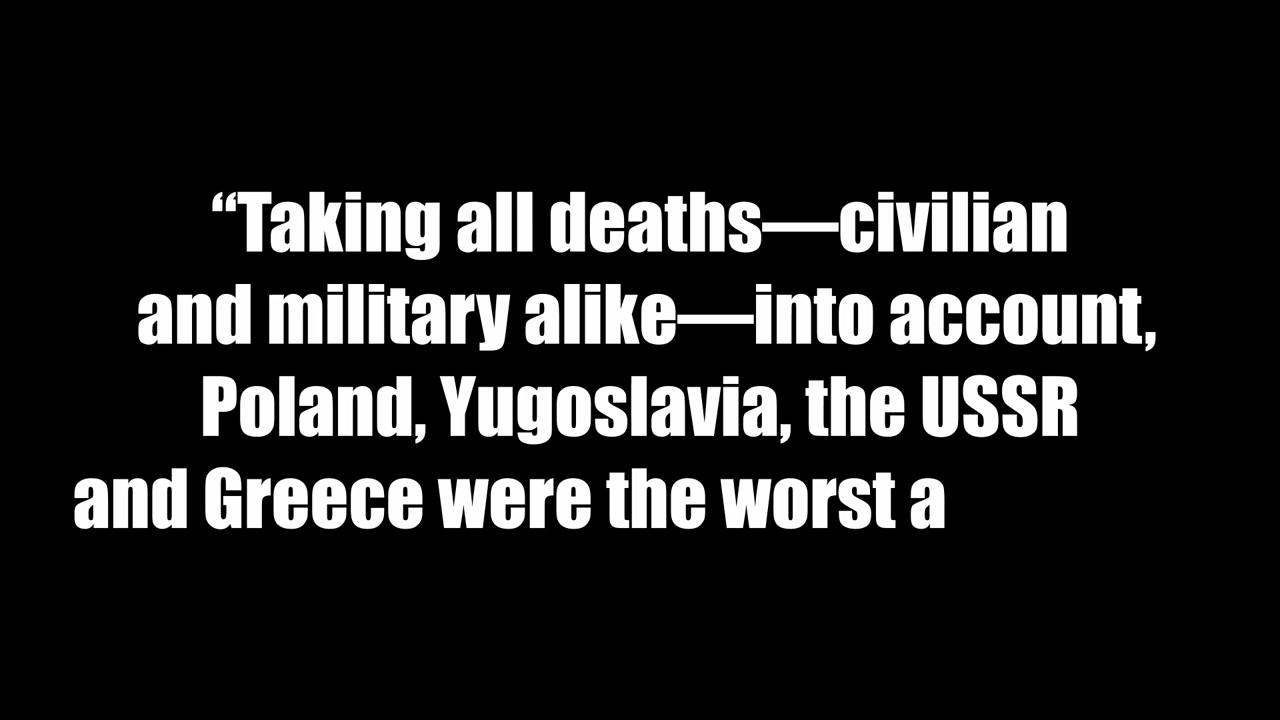 “Taking all deaths—civilian
and military alike—into account,
Poland, Yugoslavia, the USSR
and Greece were the worst a